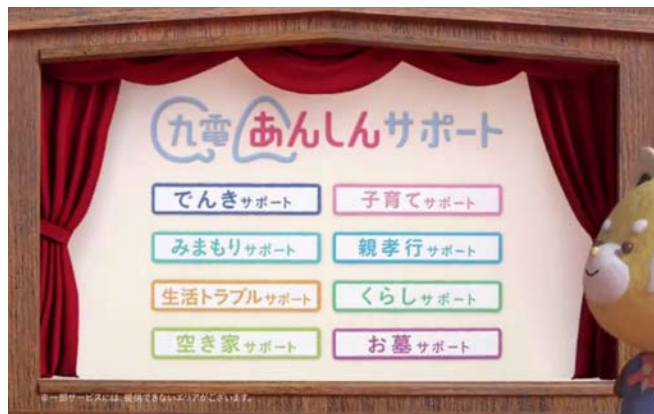 九電あんしんサポート
でんきサポート
子育てサポート
みまもりサポート
親孝行サポート
生活トラブルサポート
くらしサポート
空き家サポート
お墓サポート
※一部サービスには、提供できないエリアがございます。